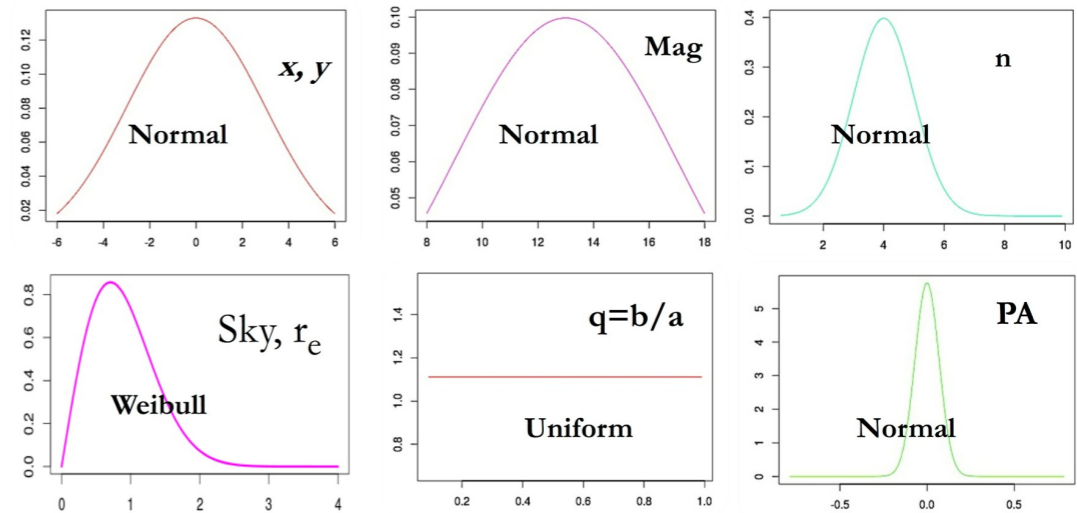 x, y
Normal
0.02 0.04 0.06 0.08 0.10 0.12
-6 -4 -2 0 2 4 6
Mag
Normal
0.05 0.06 0.07 0.08 0.09 0.10
8 10 12 14 16 18
n
Normal
0.0 0.1 0.2 0.3 0.4
2 4 6 8 10
Sky, re
Weibull
0.0 0.2 0.4 0.6 0.8
0 1 2 3 4
q=b/a
Uniform
0.8 1.0 1.2 1.4
0.2 0.4 0.6 0.8 1.0
PA
Normal
0 1 2 3 4 5
-0.5 0.0 0.5